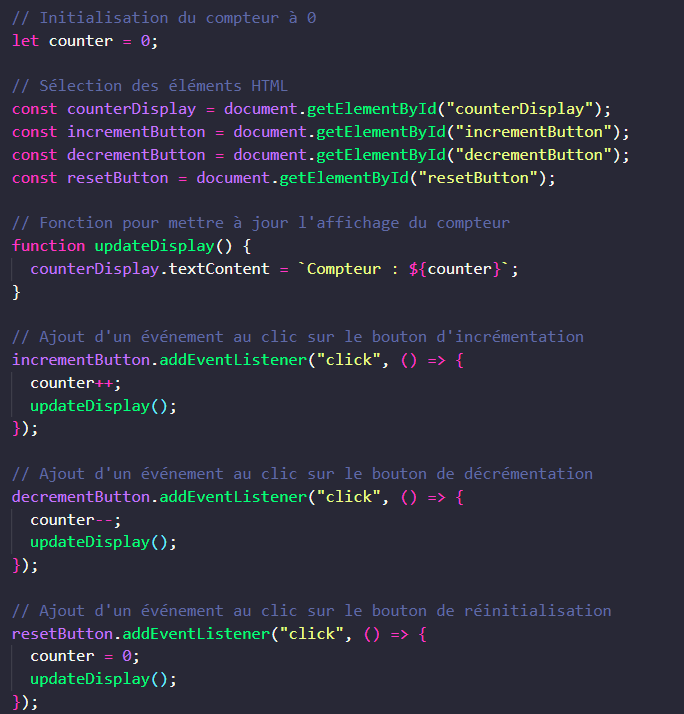 // Initialisation du compteur à 0
let counter = 0;
// Sélection des éléments HTML
const counterDisplay = document.getElementById("counterDisplay");
const incrementButton = document.getElementById("incrementButton");
const decrementButton = document.getElementById("decrementButton");
const resetButton = document.getElementById("resetButton");
// Fonction pour mettre à jour l'affichage du compteur
function updateDisplay() {
counterDisplay.textContent = `Compteur : ${counter}`;
}
// Ajout d'un événement au clic sur le bouton d'incrémentation
incrementButton.addEventListener("click", () => {
counter++;
updateDisplay();
});
// Ajout d'un événement au clic sur le bouton de décrémentation
decrementButton.addEventListener("click", () => {
counter--;
updateDisplay();
});
// Ajout d'un événement au clic sur le bouton de réinitialisation
resetButton.addEventListener("click", () => {
counter = 0;
updateDisplay();
});